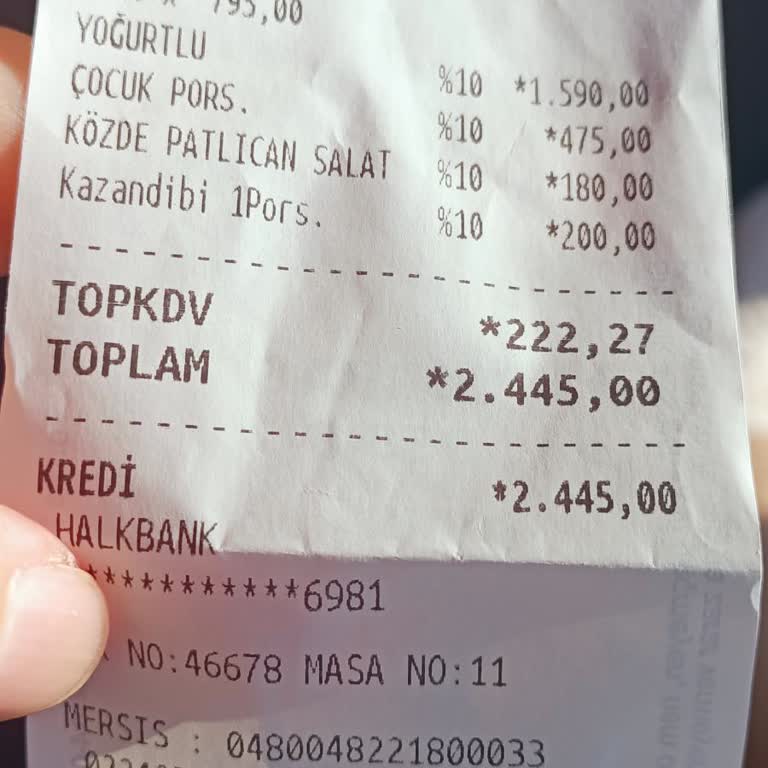 795,00
YOĞURTLU %10 *1.590,00
ÇOCUK PORS. %10 *475,00
KÖZDE PATLICAN SALAT %10 *180,00
Kazandibi 1Pors. %10 *200,00
TOPKDV *222,27
TOPLAM *2.445,00
KREDİ *2.445,00
HALKBANK
***********6981
NO:46678 MASA NO:11
MERSIS : 0480048221800033